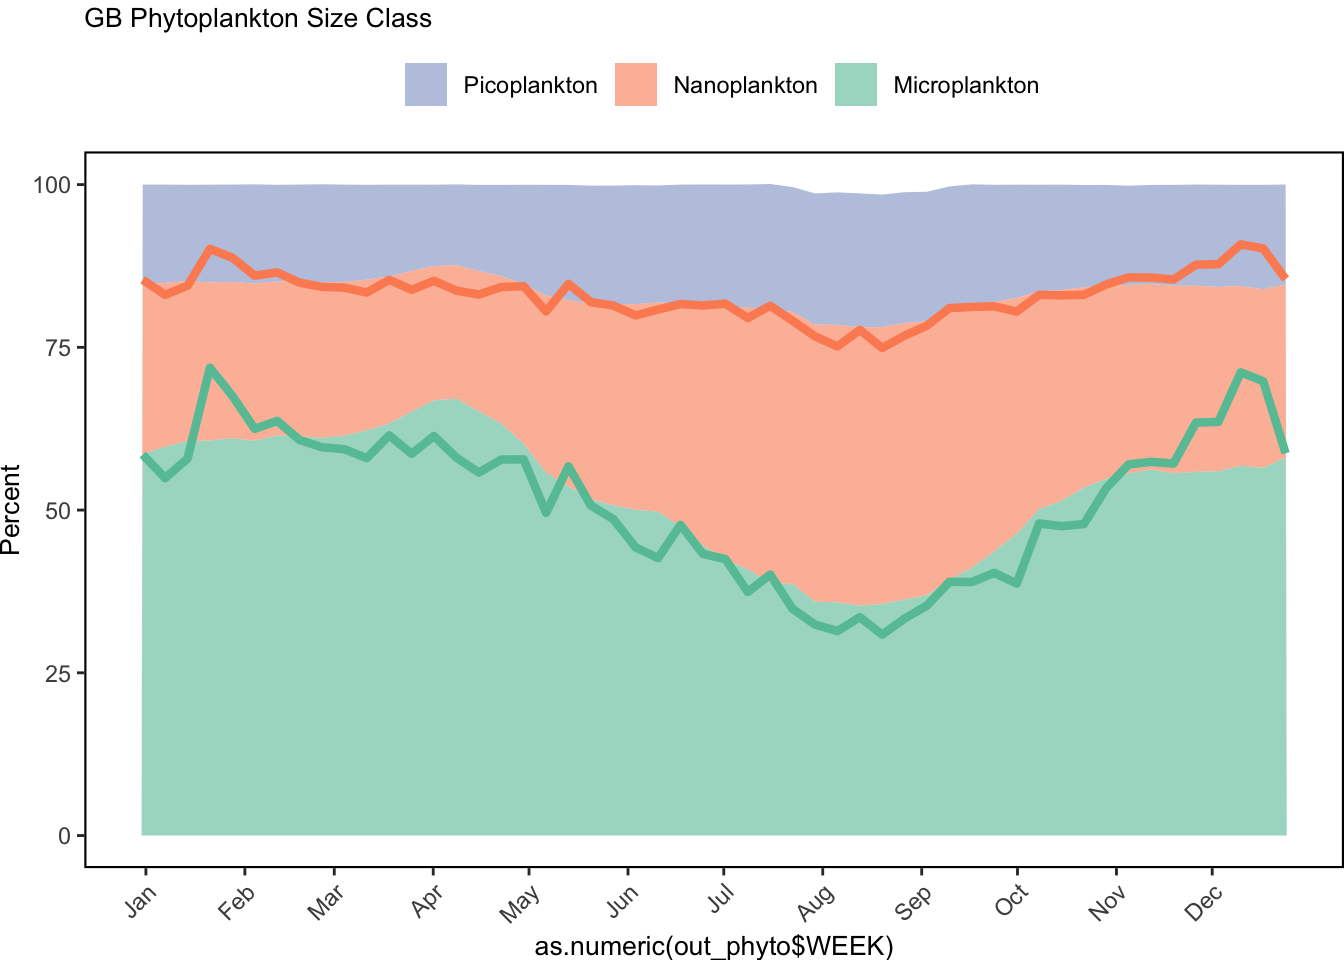 GB Phytoplankton Size Class
Picoplankton Nanoplankton Microplankton
Percent
100
75
50
25
0
Jan Feb Mar Apr May Jun Jul Aug Sep Oct Nov Dec
as.numeric(out_phyto$WEEK)